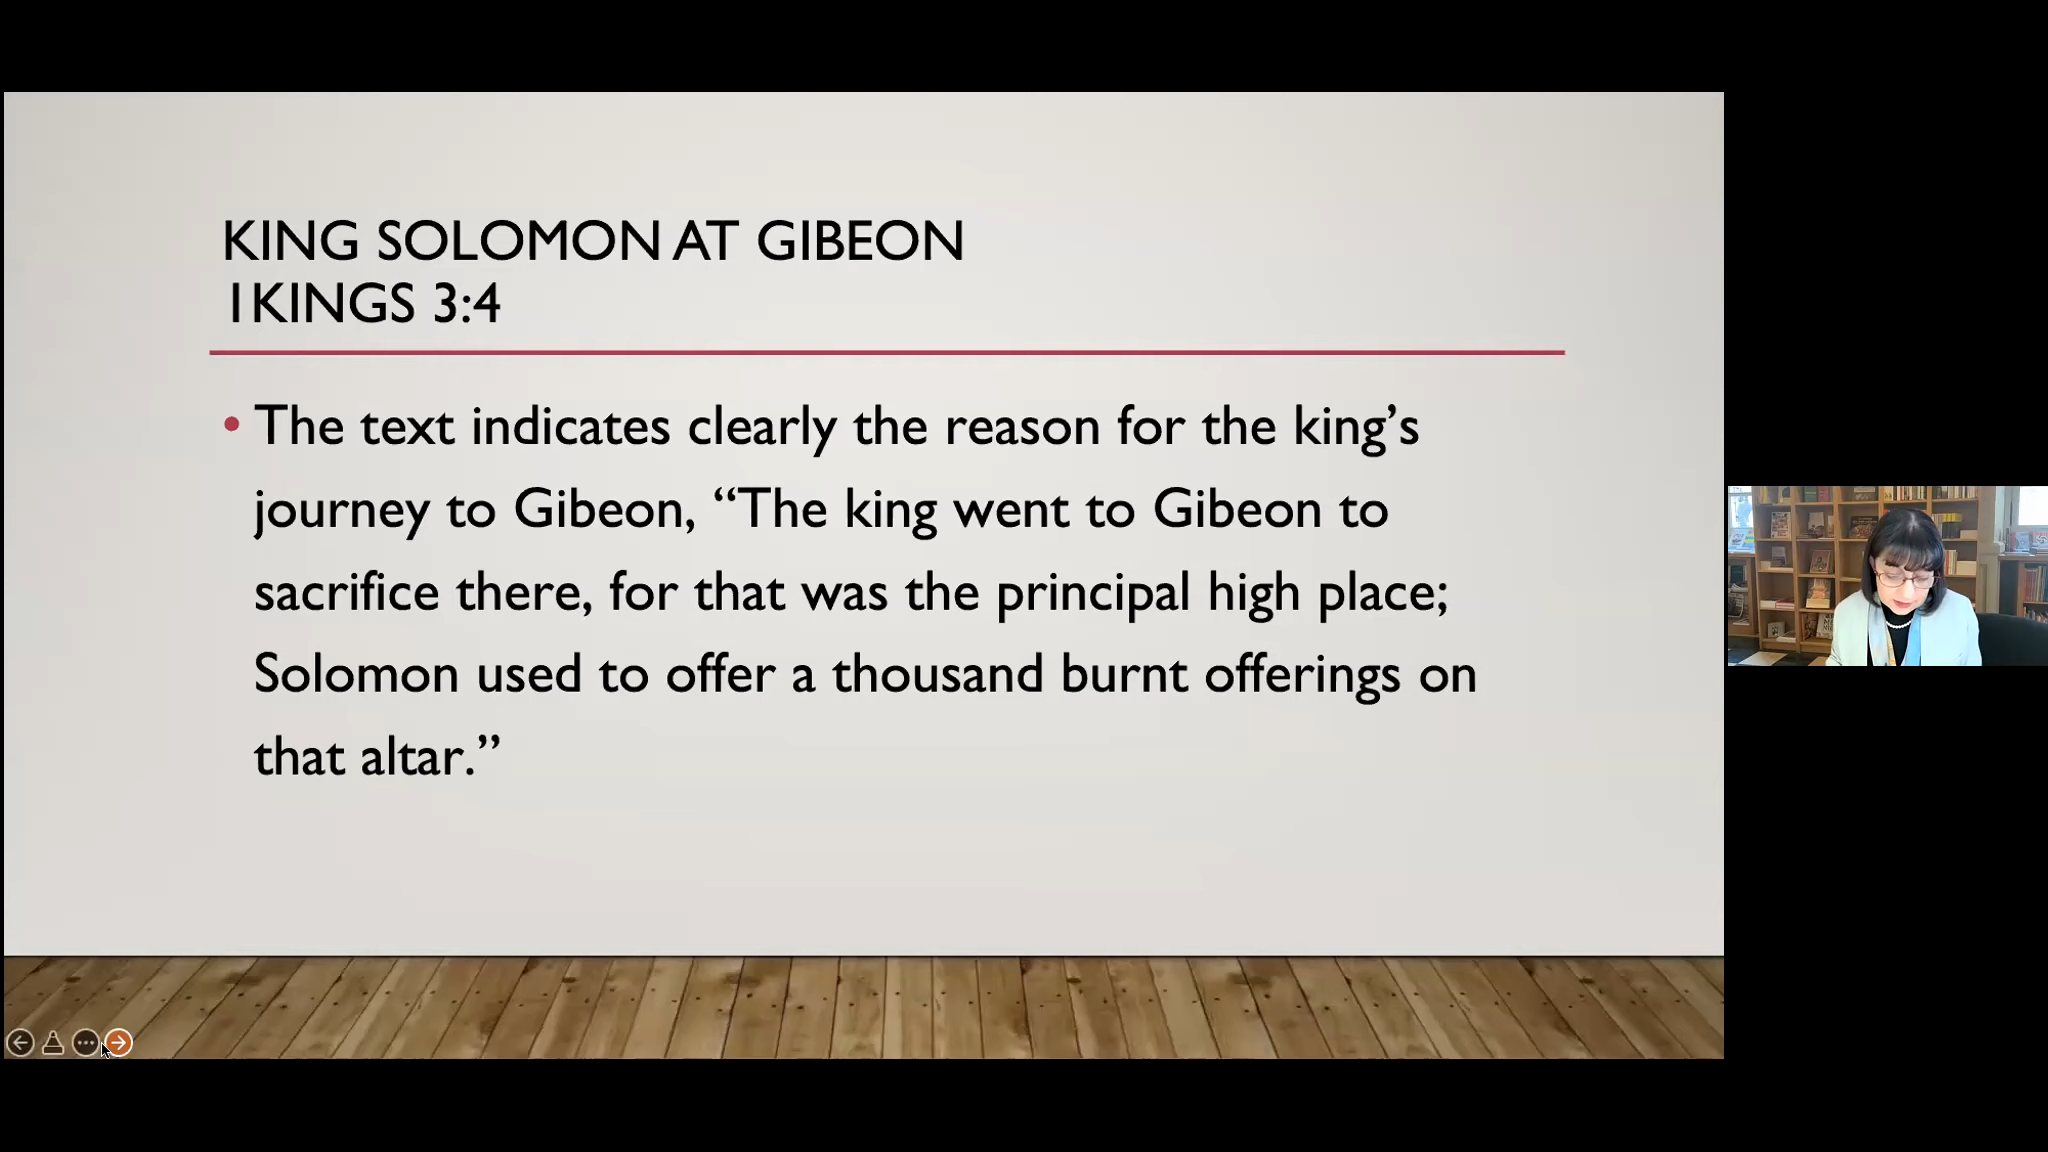 KING SOLOMON AT GIBEON
1KINGS 3:4
• The text indicates clearly the reason for the king’s
journey to Gibeon, “The king went to Gibeon to
sacrifice there, for that was the principal high place;
Solomon used to offer a thousand burnt offerings on
that altar.”